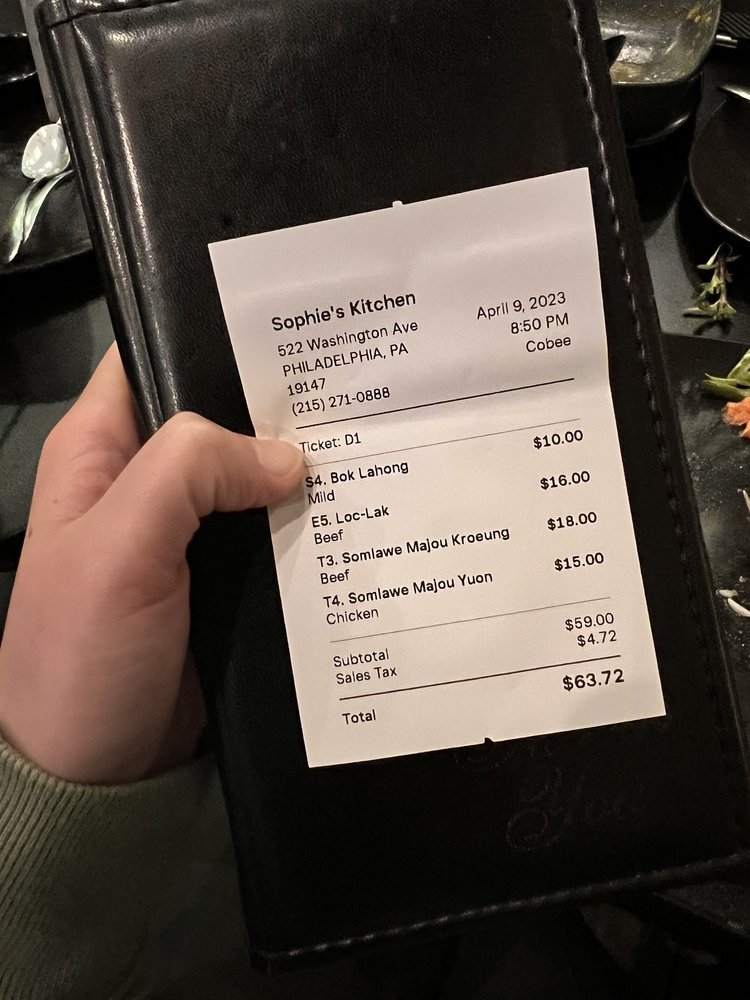 Sophie's Kitchen
522 Washington Ave
PHILADELPHIA, PA
19147
(215) 271-0888
April 9, 2023
8:50 PM
Cobee
Ticket: D1
S4. Bok Lahong $10.00
Mild
E5. Loc-Lak $16.00
Beef
T3. Somlawe Majou Kroeung $18.00
Beef
T4. Somlawe Majou Yuon $15.00
Chicken
Subtotal $59.00
Sales Tax $4.72
Total $63.72
You